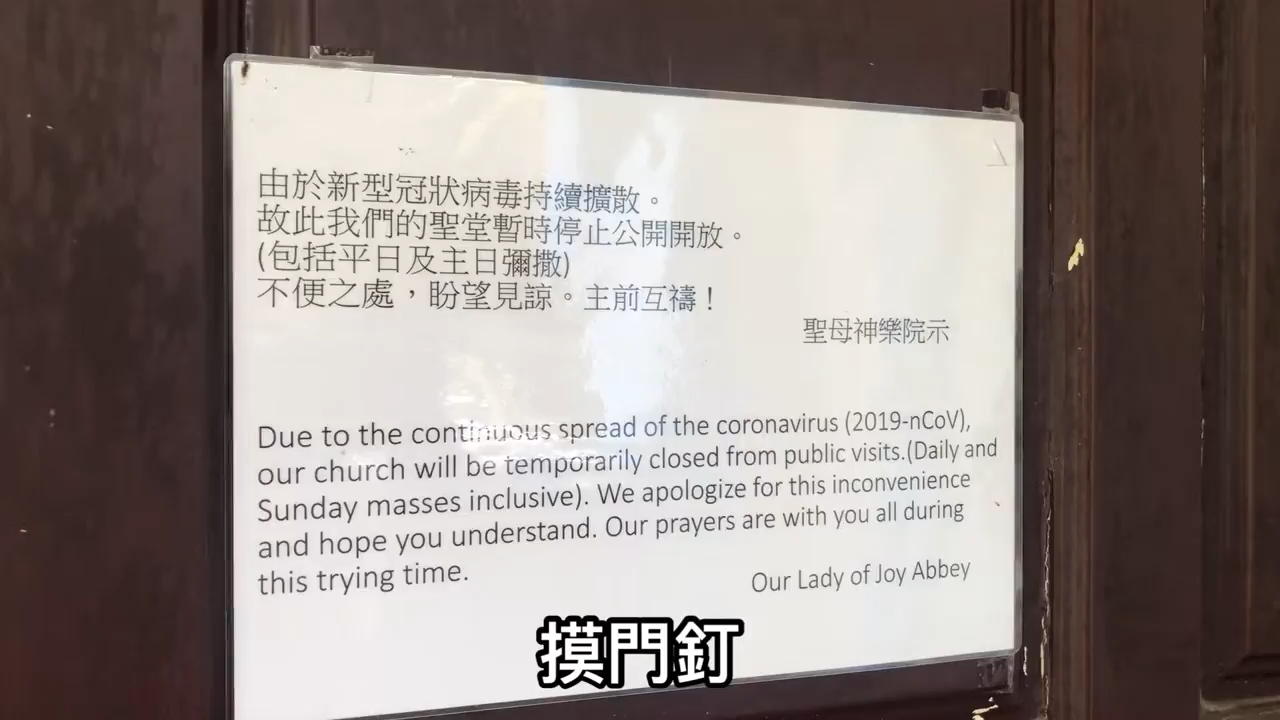 由於新型冠狀病毒持續擴散。
故此我們的聖堂暫時停止公開開放。
(包括平日及主日彌撒)
不便之處，盼望見諒。主前互禱！
聖母神樂院示
Due to the continuous spread of the coronavirus (2019-nCoV),
our church will be temporarily closed from public visits.(Daily and
Sunday masses inclusive). We apologize for this inconvenience
and hope you understand. Our prayers are with you all during
this trying time.
Our Lady of Joy Abbey
摸門釘